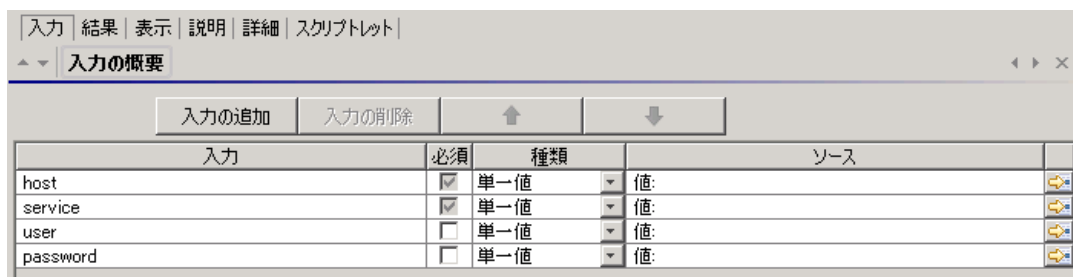 入力 結果 表示 説明 詳細 スクリプトレット
入力の概要
入力の追加 入力の削除
入力 必須 種類 ソース
host 単一値 値:
service 単一値 値:
user 単一値 値:
password 単一値 値: